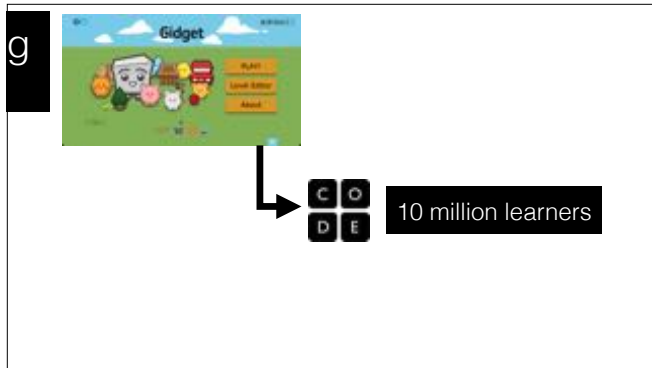 g
Gidget
PLAY!
Level Editor
About
C O
D E
10 million learners